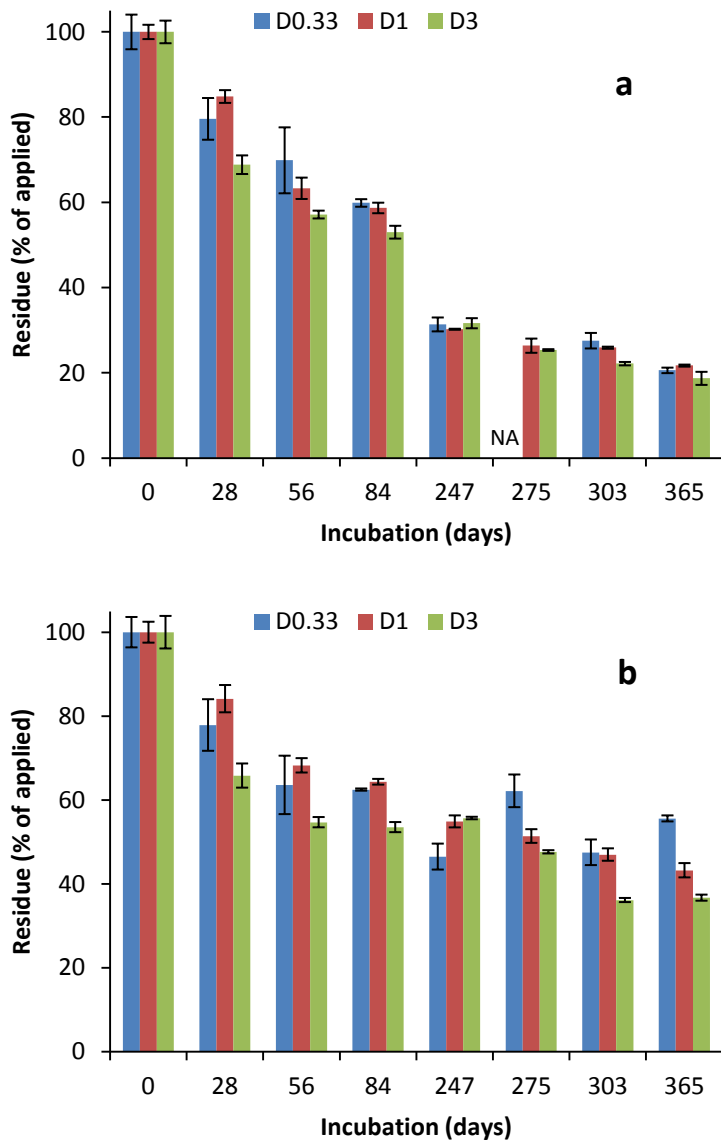 D0.33 D1 D3
a
100
80
60
40
20
0
Residue (% of applied)
NA
0 28 56 84 247 275 303 365
Incubation (days)
D0.33 D1 D3
b
100
80
60
40
20
0
Residue (% of applied)
0 28 56 84 247 275 303 365
Incubation (days)